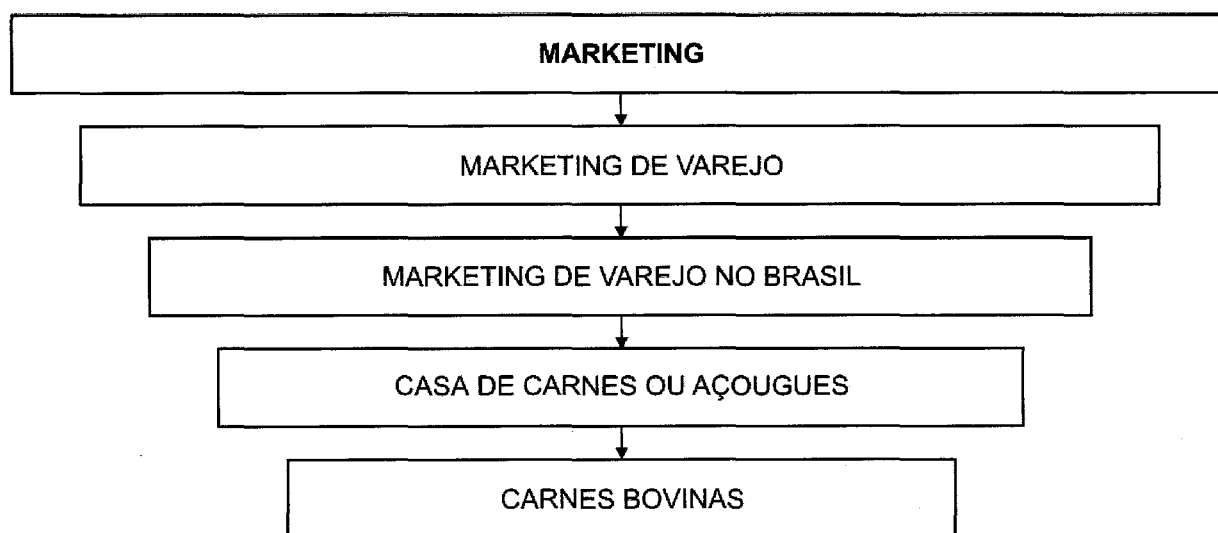 MARKETING
MARKETING DE VAREJO
MARKETING DE VAREJO NO BRASIL
CASA DE CARNES OU AÇOUGUES
CARNES BOVINAS